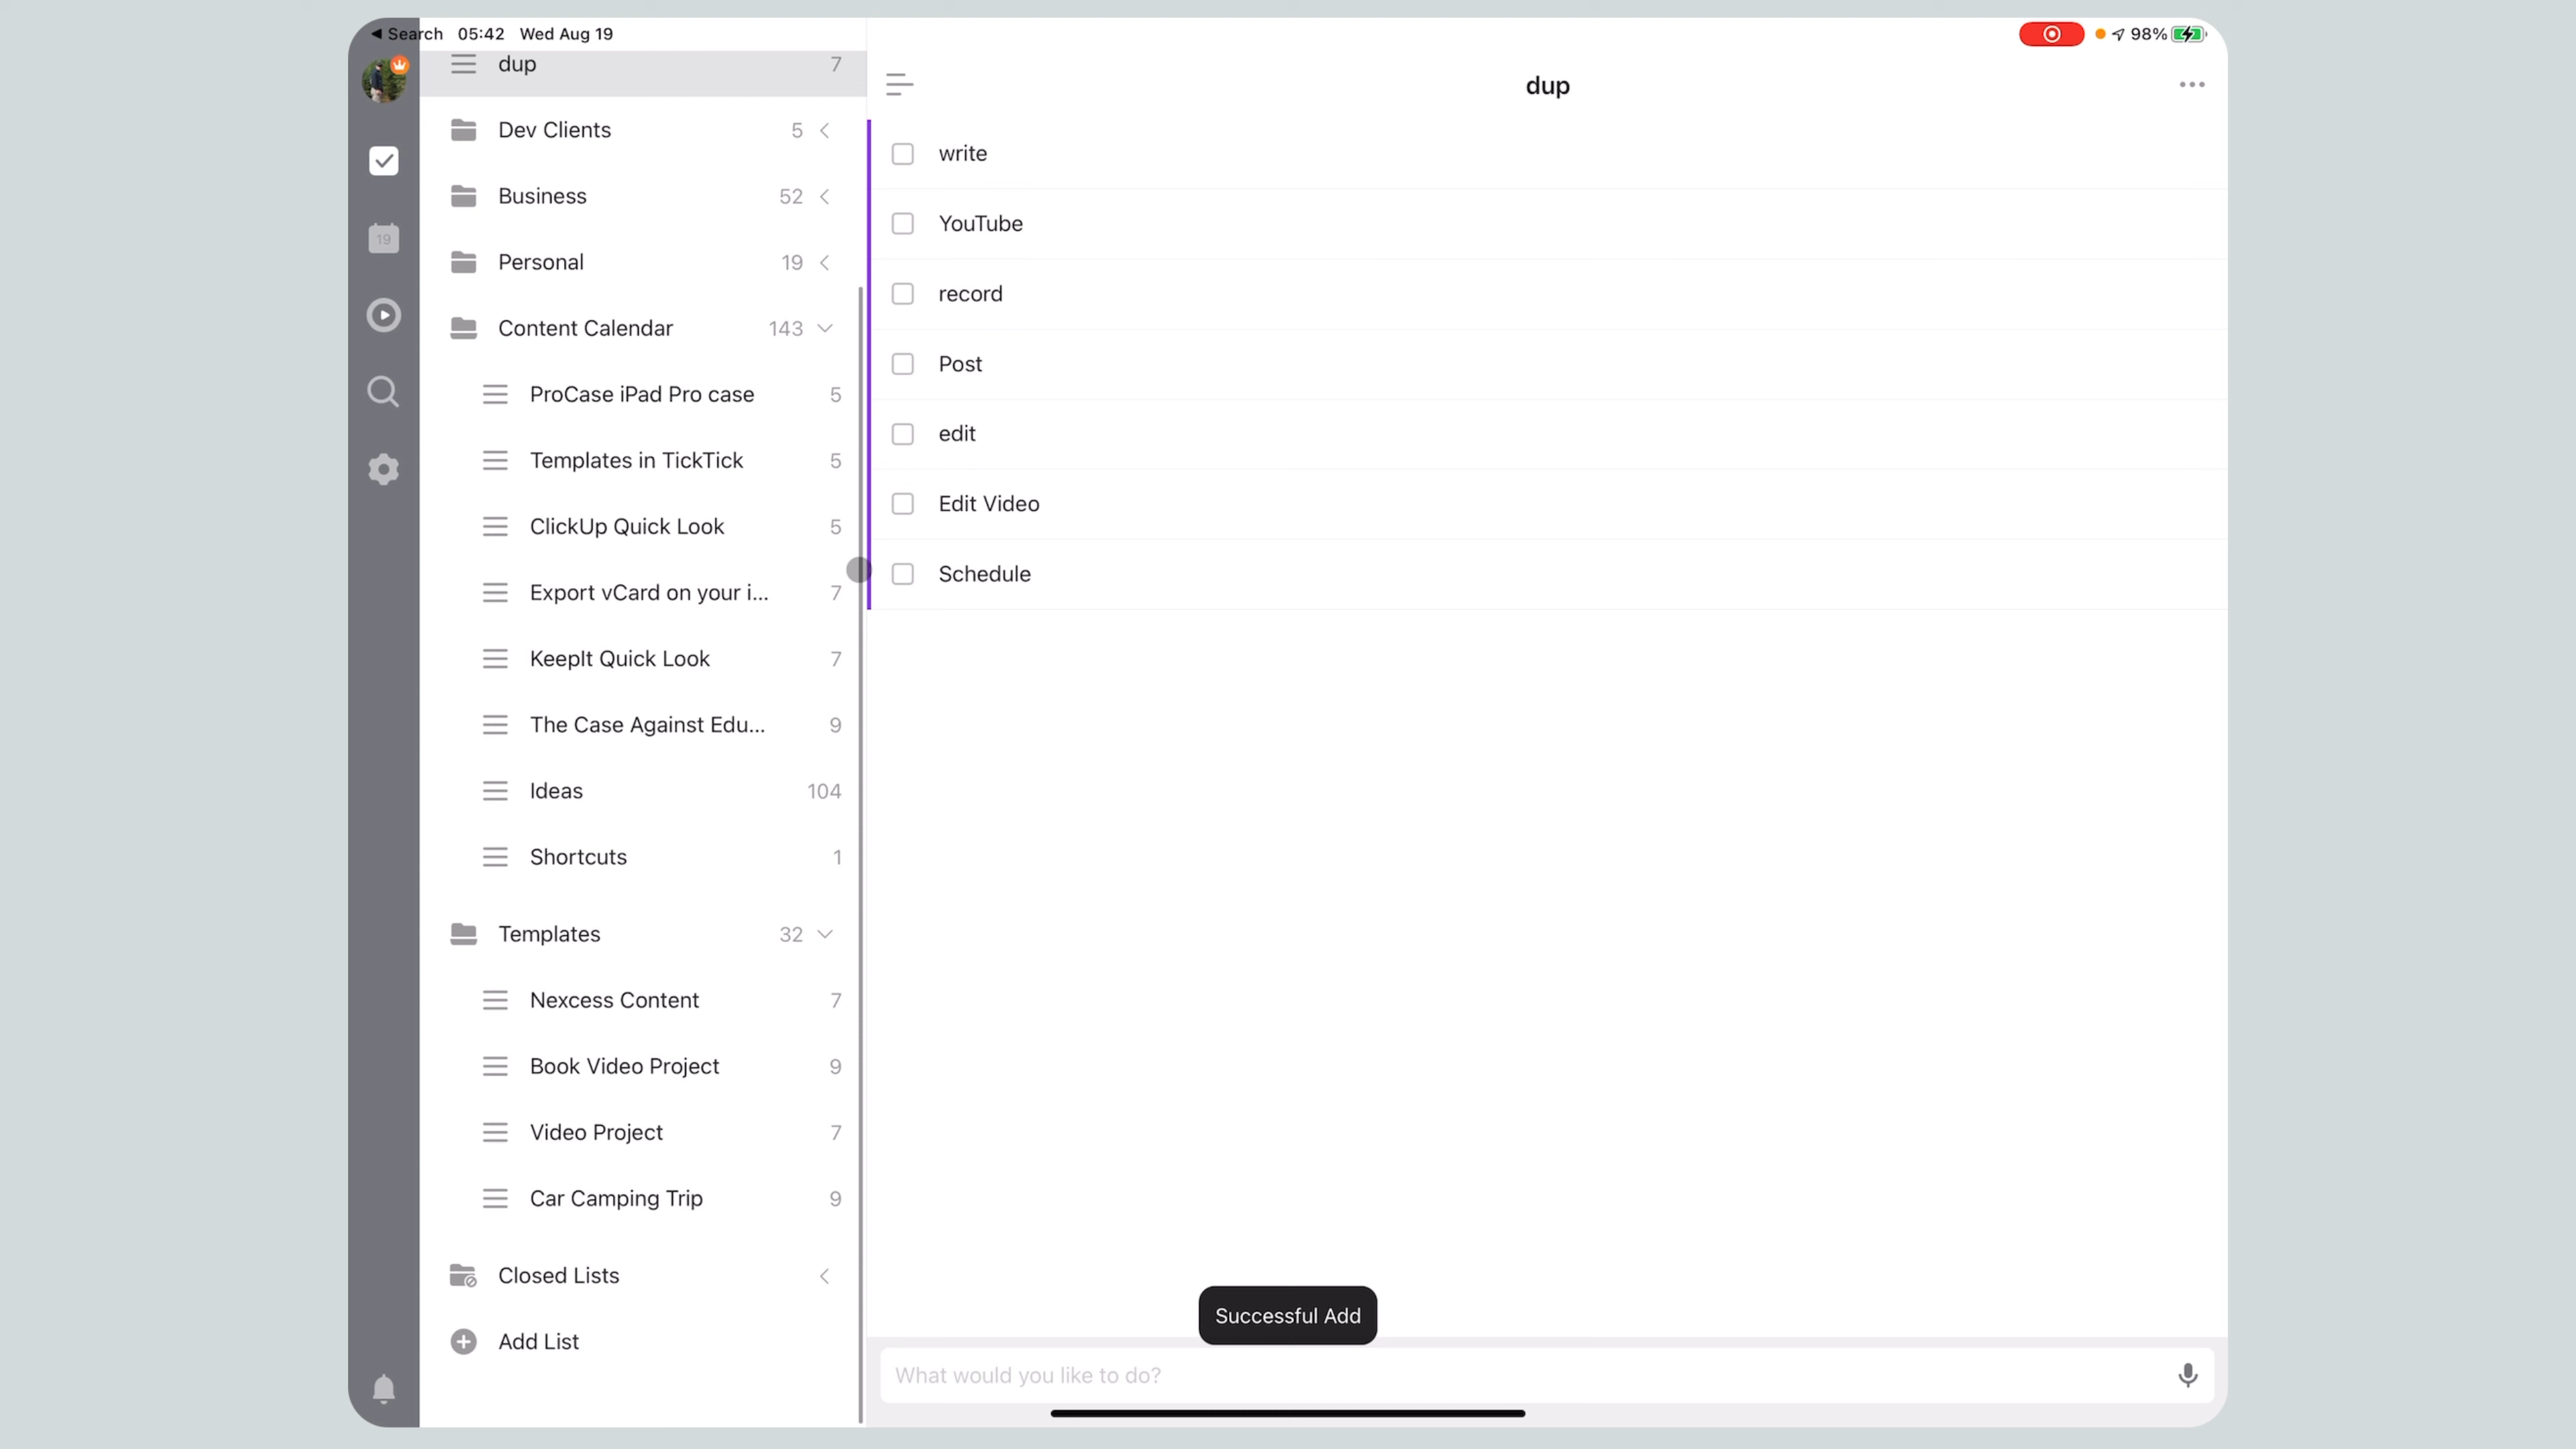 Search 05:42 Wed Aug 19
98%
dup 7
Dev Clients 5
Business 52
Personal 19
Content Calendar 143
ProCase iPad Pro case 5
Templates in TickTick 5
ClickUp Quick Look 5
Export vCard on your i... 7
KeepIt Quick Look 7
The Case Against Edu... 9
Ideas 104
Shortcuts 1
Templates 32
Nexcess Content 7
Book Video Project 9
Video Project 7
Car Camping Trip 9
Closed Lists
Add List
19
dup
write
YouTube
record
Post
edit
Edit Video
Schedule
Successful Add
What would you like to do?